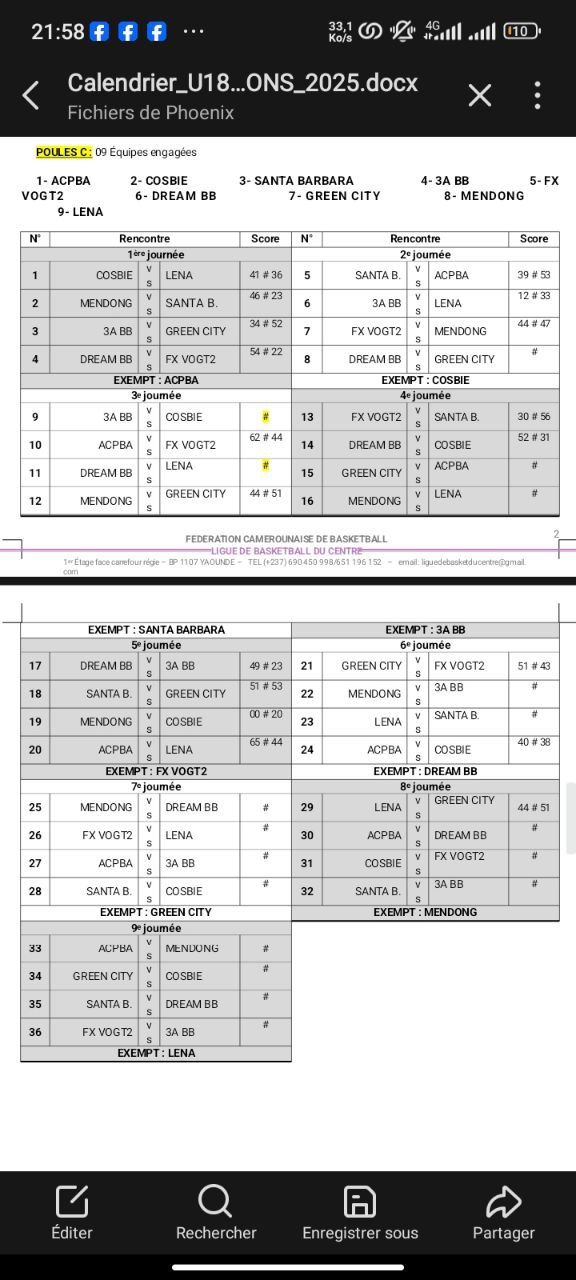 21:58 ... 33,1 Ko/s 4G 10
Calendrier_U18...ONS_2025.docx
Fichiers de Phoenix
POULES C : 09 Équipes engagées
1- ACPBA 2- COSBIE 3- SANTA BARBARA 4- 3A BB 5- FX
VOGT2 6- DREAM BB 7- GREEN CITY 8- MENDONG
9- LENA
N° Rencontre Score N° Rencontre Score
1ère journée 2e journée
1 COSBIE vs LENA 41 # 36 5 SANTA B. ACPBA 39 # 53
2 MENDONG vs SANTA B. 46 # 23 6 3A BB vs LENA 12 # 33
3 3A BB vs GREEN CITY 34 # 52 7 FX VOGT2 vs MENDONG 44 # 47
4 DREAM BB vs FX VOGT2 54 # 22 8 DREAM BB vs GREEN CITY #
EXEMPT : ACPBA EXEMPT : COSBIE
3e journée 4e journée
9 3A BB vs COSBIE # 13 FX VOGT2 vs SANTA B. 30 # 56
10 ACPBA vs FX VOGT2 62 # 44 14 DREAM BB vs COSBIE 52 # 31
11 DREAM BB vs LENA # 15 GREEN CITY vs ACPBA #
12 MENDONG vs GREEN CITY 44 # 51 16 MENDONG vs LENA #
2
FEDERATION CAMEROUNAISE DE BASKETBALL
LIGUE DE BASKETBALL DU CENTRE
1er Étage face carrefour régie – BP 1107 YAOUNDE – TEL (+237) 690 450 998/651 196 152 – email: liguedebasketducentre@gmail.
com
EXEMPT : SANTA BARBARA EXEMPT : 3A BB
5e journée 6e journée
17 DREAM BB vs 3A BB 49 # 23 21 GREEN CITY vs FX VOGT2 51 # 43
18 SANTA B. vs GREEN CITY 51 # 53 22 MENDONG vs 3A BB #
19 MENDONG vs COSBIE 00 # 20 23 LENA vs SANTA B. #
20 ACPBA vs LENA 65 # 44 24 ACPBA vs COSBIE 40 # 38
EXEMPT : FX VOGT2 EXEMPT : DREAM BB
7e journée 8e journée
25 MENDONG vs DREAM BB # 29 LENA vs GREEN CITY 44 # 51
26 FX VOGT2 vs LENA # 30 ACPBA vs DREAM BB #
27 ACPBA vs 3A BB # 31 COSBIE vs FX VOGT2 #
28 SANTA B. vs COSBIE # 32 SANTA B. vs 3A BB #
EXEMPT : GREEN CITY EXEMPT : MENDONG
9e journée
33 ACPBA vs MENDONG #
34 GREEN CITY vs COSBIE #
35 SANTA B. vs DREAM BB #
36 FX VOGT2 vs 3A BB #
EXEMPT : LENA
Éditer Rechercher Enregistrer sous Partager